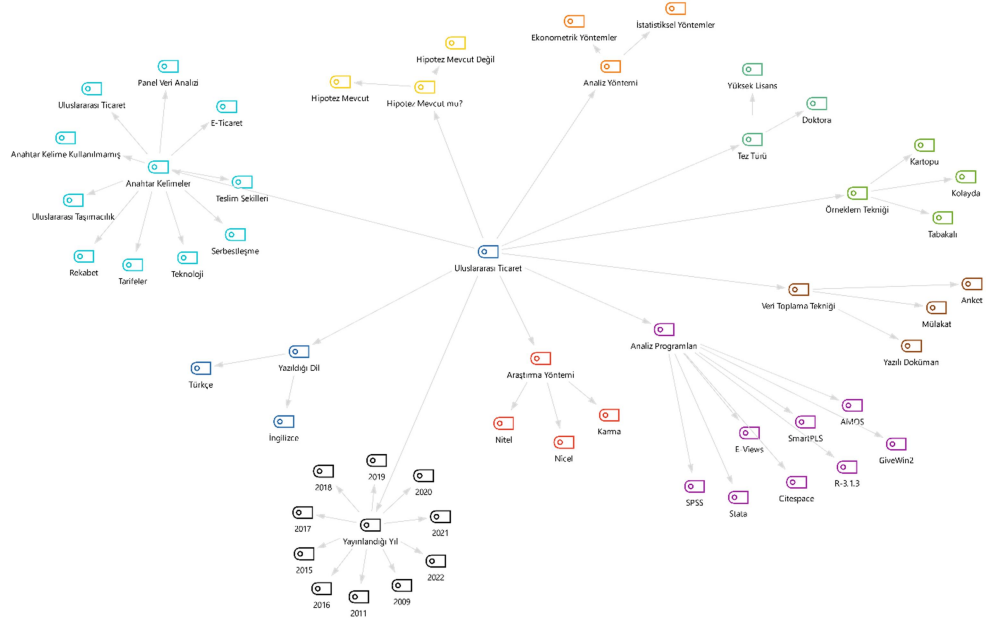 İstatistiksel Yöntemler
Ekonometrik Yöntemler
Analiz Yöntemi
Hipotez Mevcut Değil
Hipotez Mevcut
Hipotez Mevcut mu?
Panel Veri Analizi
Uluslararası Ticaret
E-Ticaret
Anahtar Kelime Kullanılmamış
Anahtar Kelimeler
Teslim Şekilleri
Uluslararası Taşımacılık
Serbestleşme
Rekabet
Tarifeler
Teknoloji
Yüksek Lisans
Doktora
Tez Türü
Kartopu
Kolayda
Örneklem Tekniği
Tabakalı
Uluslararası Ticaret
Veri Toplama Tekniği
Anket
Mülakat
Yazılı Doküman
Analiz Programları
AMOS
SmartPLS
E-Views
GiveWin2
R-3.1.3
Citespace
SPSS
Stata
Araştırma Yöntemi
Nitel
Nicel
Karma
Yazıldığı Dil
Türkçe
İngilizce
2019
2018
2020
2017
2021
Yayınlandığı Yıl
2015
2022
2016
2011
2009